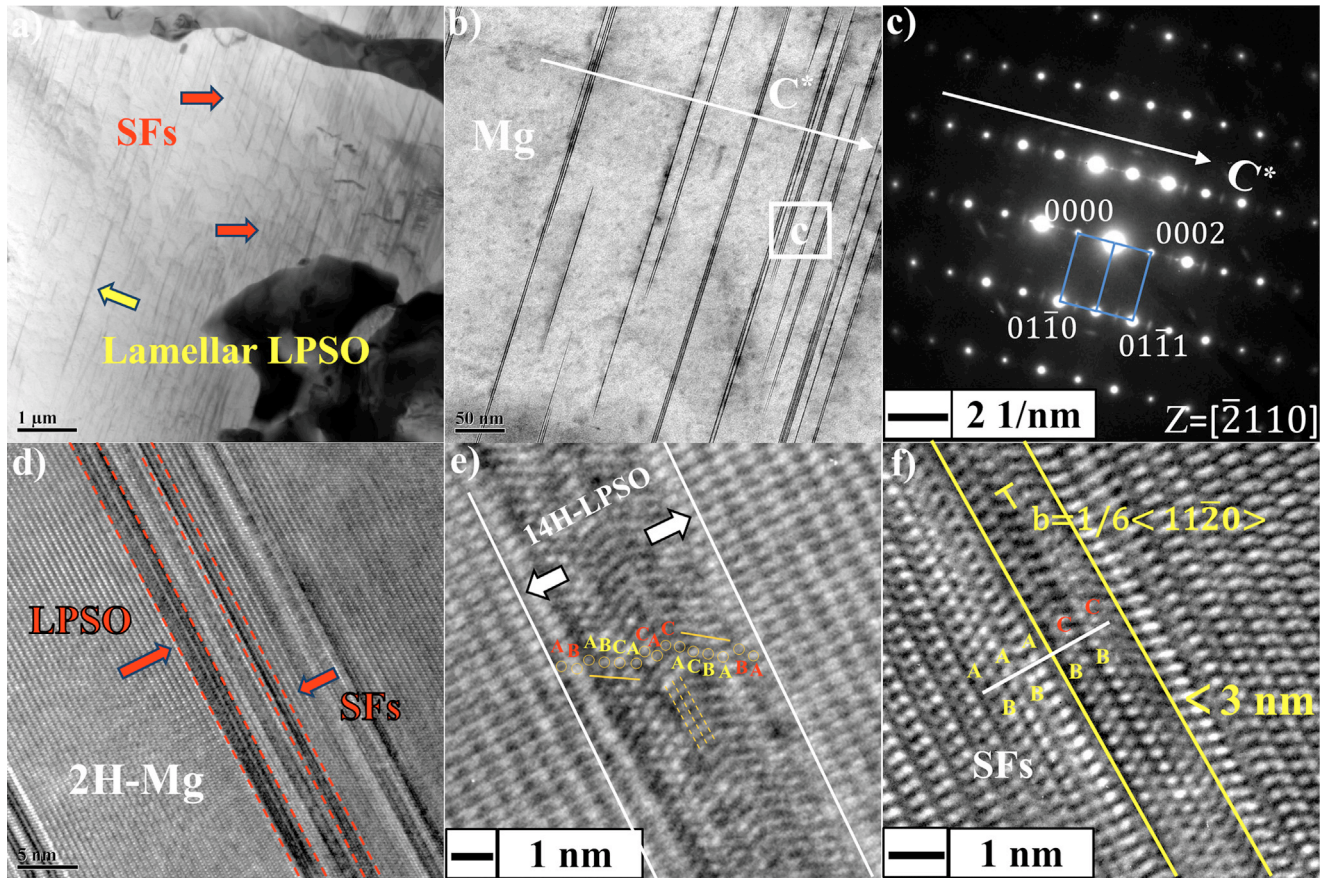 a)
SFs
Lamellar LPSO
1 μm
b)
C*
Mg
c
50 nm
c)
C*
0000
0002
011̄0
011̄1
2 1/nm
Z=[2̄110]
d)
LPSO
SFs
2H-Mg
5 nm
e)
14H-LPSO
A B A B C A C A C A C B A B A
1 nm
f)
b=1/6<112̄0>
A A A C C
B B B B
< 3 nm
SFs
1 nm